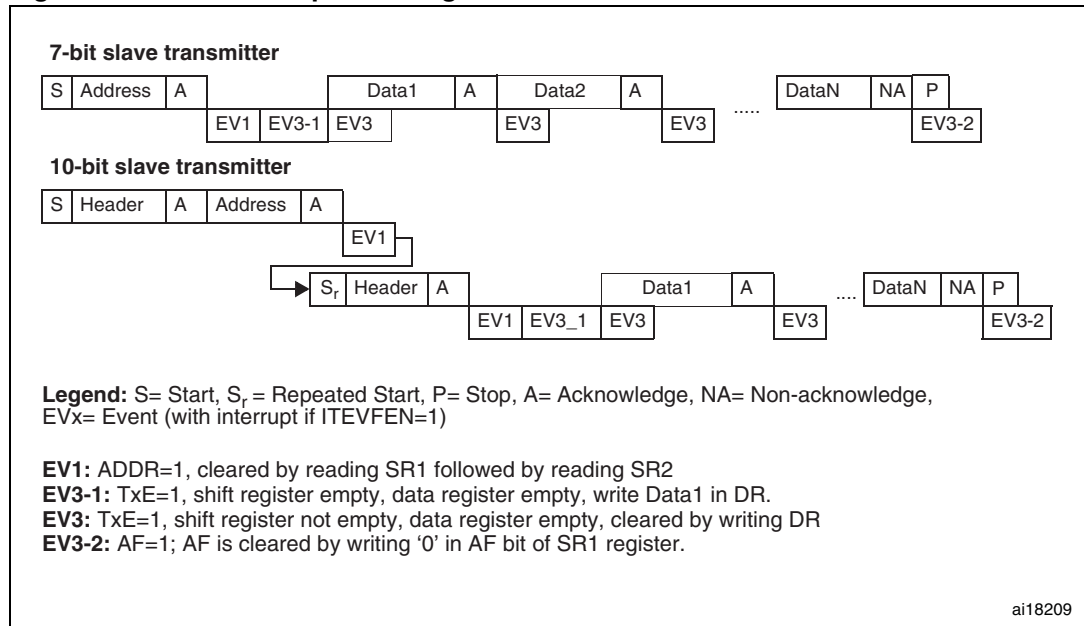 7-bit slave transmitter
S Address A Data1 A Data2 A ..... DataN NA P
EV1 EV3-1 EV3 EV3 EV3 EV3-2
10-bit slave transmitter
S Header A Address A
EV1
Sr Header A Data1 A .... DataN NA P
EV1 EV3_1 EV3 EV3 EV3-2
Legend: S= Start, Sr = Repeated Start, P= Stop, A= Acknowledge, NA= Non-acknowledge,
EVx= Event (with interrupt if ITEVFEN=1)
EV1: ADDR=1, cleared by reading SR1 followed by reading SR2
EV3-1: TxE=1, shift register empty, data register empty, write Data1 in DR.
EV3: TxE=1, shift register not empty, data register empty, cleared by writing DR
EV3-2: AF=1; AF is cleared by writing ‘0’ in AF bit of SR1 register.
ai18209